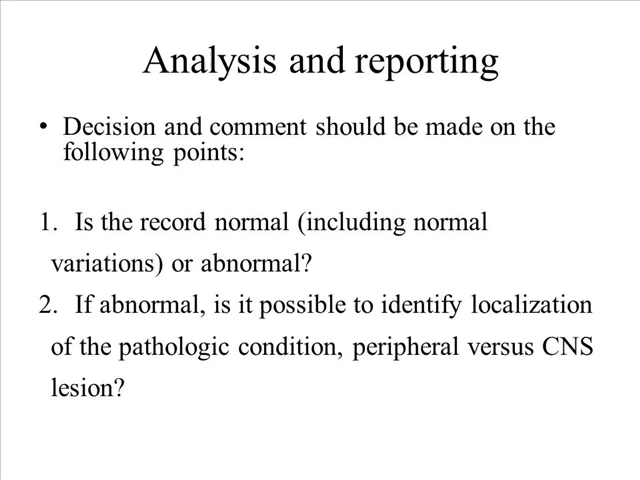 Analysis and reporting
• Decision and comment should be made on the
following points:
1. Is the record normal (including normal
variations) or abnormal?
2. If abnormal, is it possible to identify localization
of the pathologic condition, peripheral versus CNS
lesion?